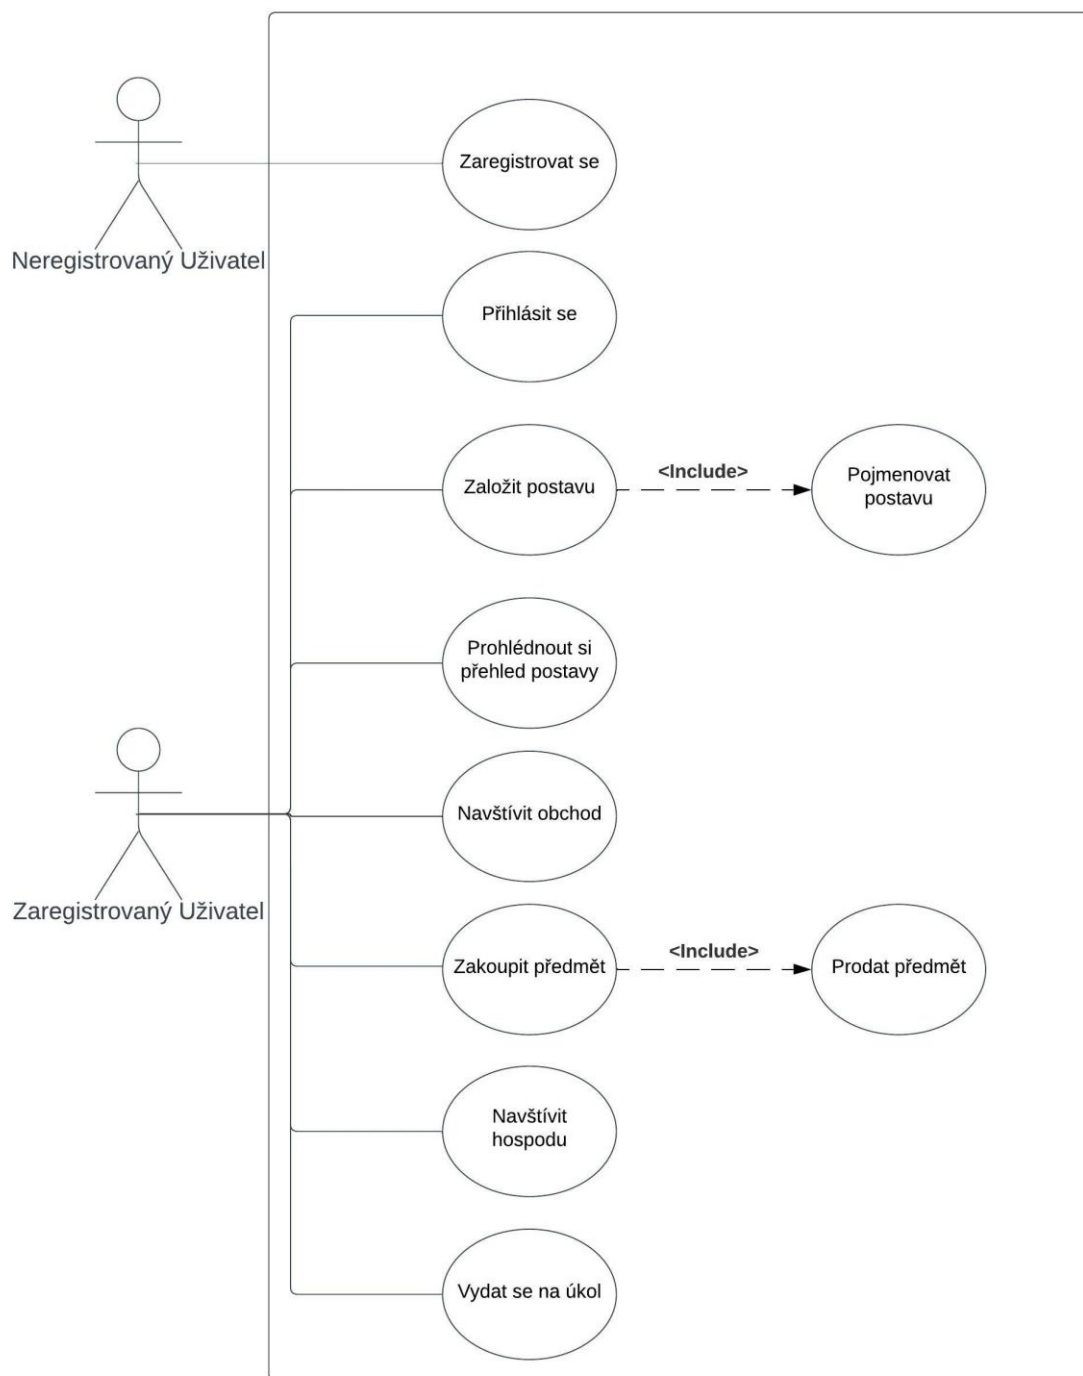 Zaregistrovat se
Neregistrovaný Uživatel
Přihlásit se
Založit postavu
<Include>
Pojmenovat
postavu
Prohlédnout si
přehled postavy
Navštívit obchod
Zaregistrovaný Uživatel
Zakoupit předmět
<Include>
Prodat předmět
Navštívit
hospodu
Vydat se na úkol